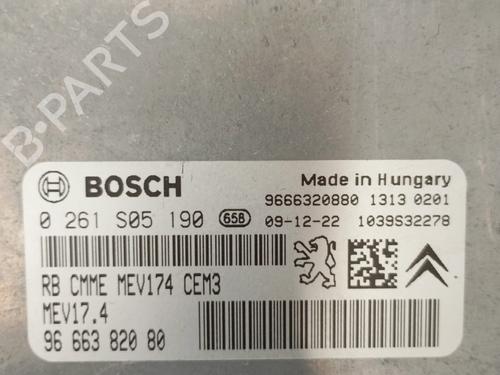 B-PARTS
BOSCH
Made in Hungary
9666320880 1313 0201
0 261 S05 190 65B 09-12-22 1039S32278
RB CMME MEV174 CEM3
MEV17.4
96 663 820 80